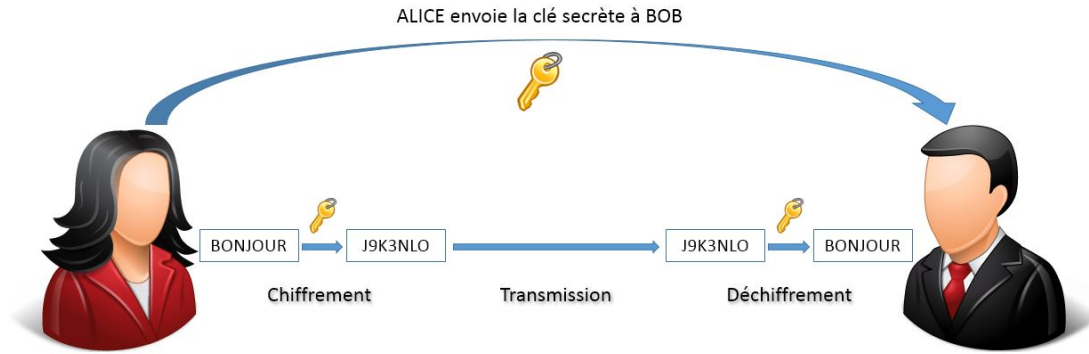 ALICE envoie la clé secrète à BOB
BONJOUR J9K3NLO J9K3NLO BONJOUR
Chiffrement Transmission Déchiffrement